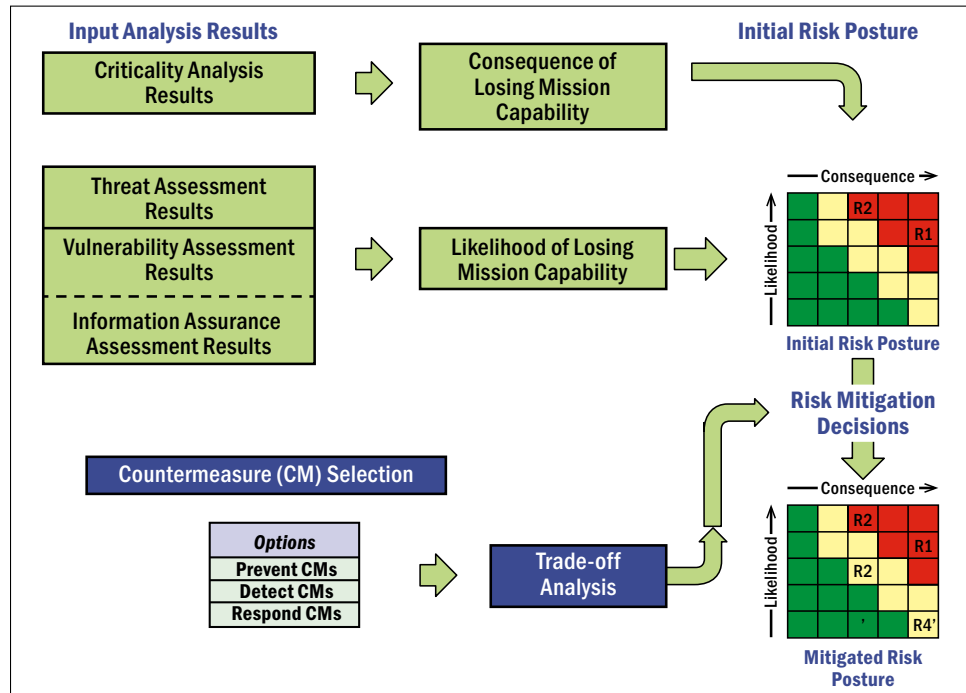 Input Analysis Results
Initial Risk Posture
Criticality Analysis
Results
Consequence of
Losing Mission
Capability
Threat Assessment
Results
Vulnerability Assessment
Results
Information Assurance
Assessment Results
Likelihood of Losing
Mission Capability
Consequence
Likelihood
R2
R1
Initial Risk Posture
Risk Mitigation
Decisions
Countermeasure (CM) Selection
Options
Prevent CMs
Detect CMs
Respond CMs
Trade-off
Analysis
Consequence
Likelihood
R2
R1
R2
’
R4’
Mitigated Risk
Posture